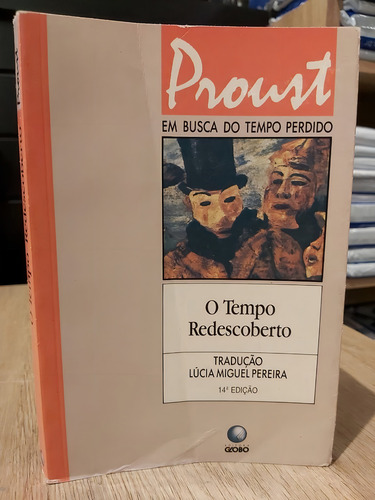 Proust
EM BUSCA DO TEMPO PERDIDO
O Tempo
Redescoberto
TRADUÇÃO
LÚCIA MIGUEL PEREIRA
14ª EDIÇÃO
GLOBO